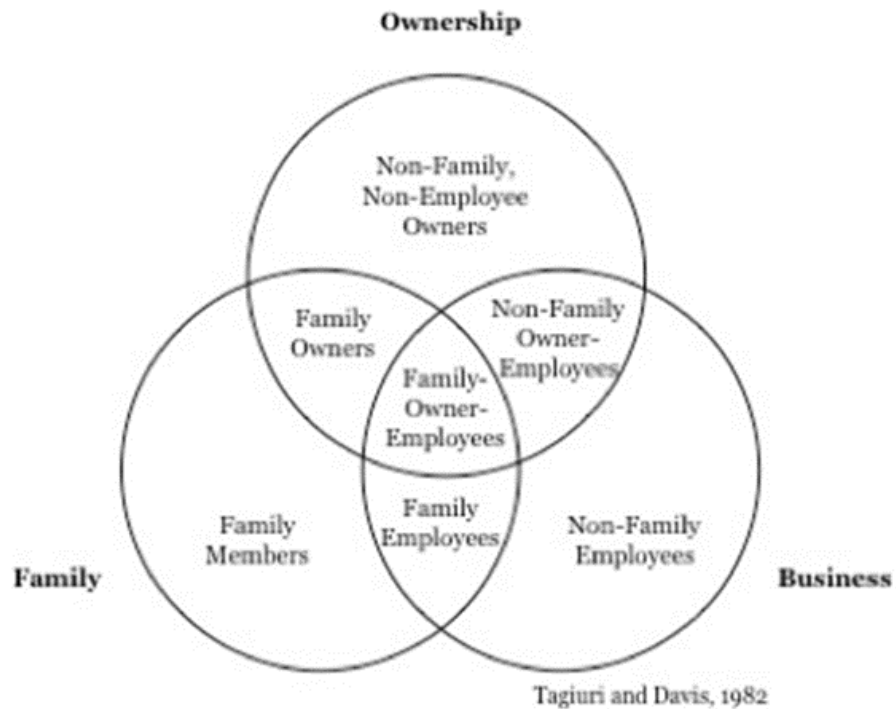 Ownership
Non-Family,
Non-Employee
Owners
Family
Owners
Non-Family
Owner-
Employees
Family-
Owner-
Employees
Family
Employees
Family
Members
Non-Family
Employees
Family
Business
Tagiuri and Davis, 1982